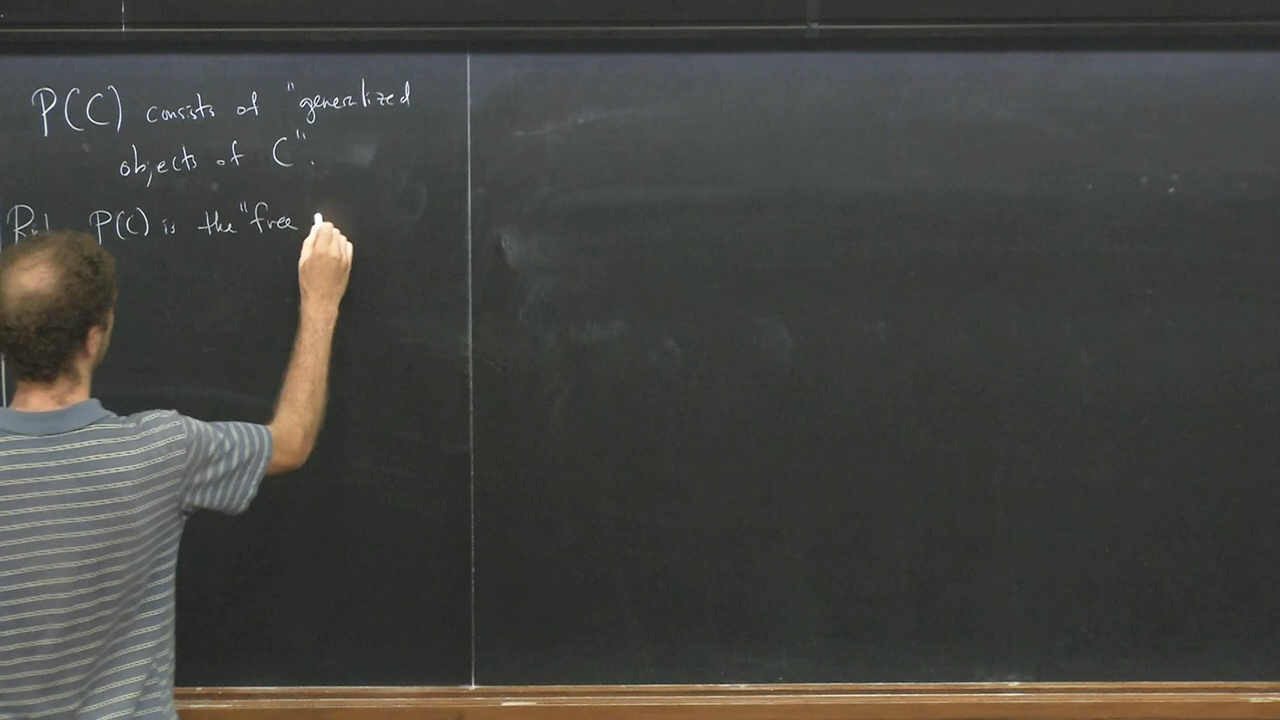 P(C) consists of "generalized
objects of C".
P(C) is the "free